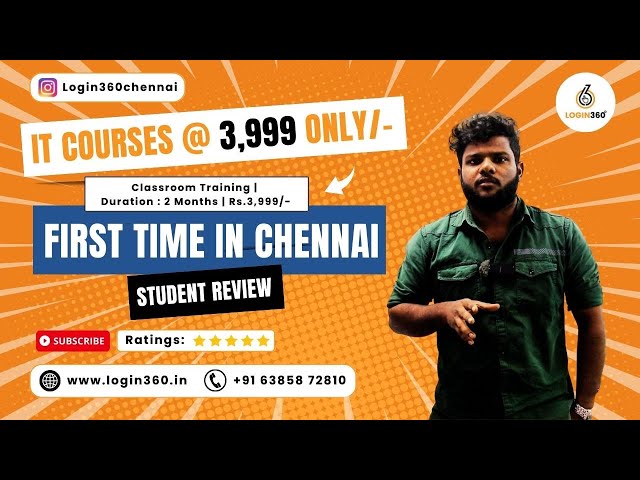 Login360chennai
LOGIN360
IT COURSES @ 3,999 ONLY/-
Classroom Training |
Duration : 2 Months | Rs.3,999/-
FIRST TIME IN CHENNAI
STUDENT REVIEW
SUBSCRIBE
Ratings:
www.login360.in
+91 63858 72810
LOGIN360